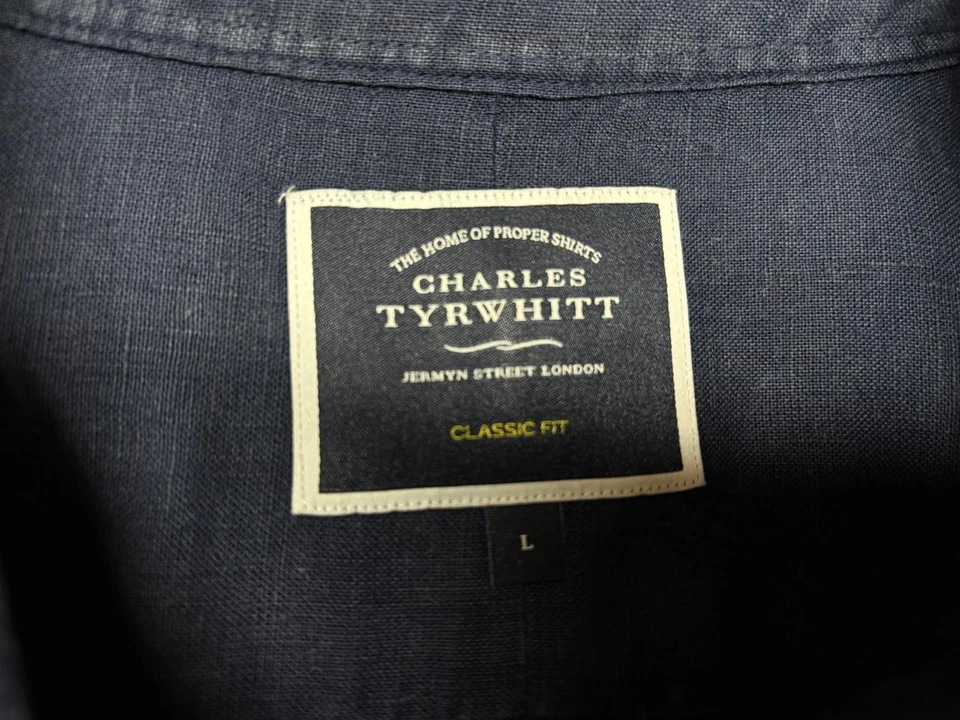 THE HOME OF PROPER SHIRTS
CHARLES
TYRWHITT
JERMYN STREET LONDON
CLASSIC FIT
L